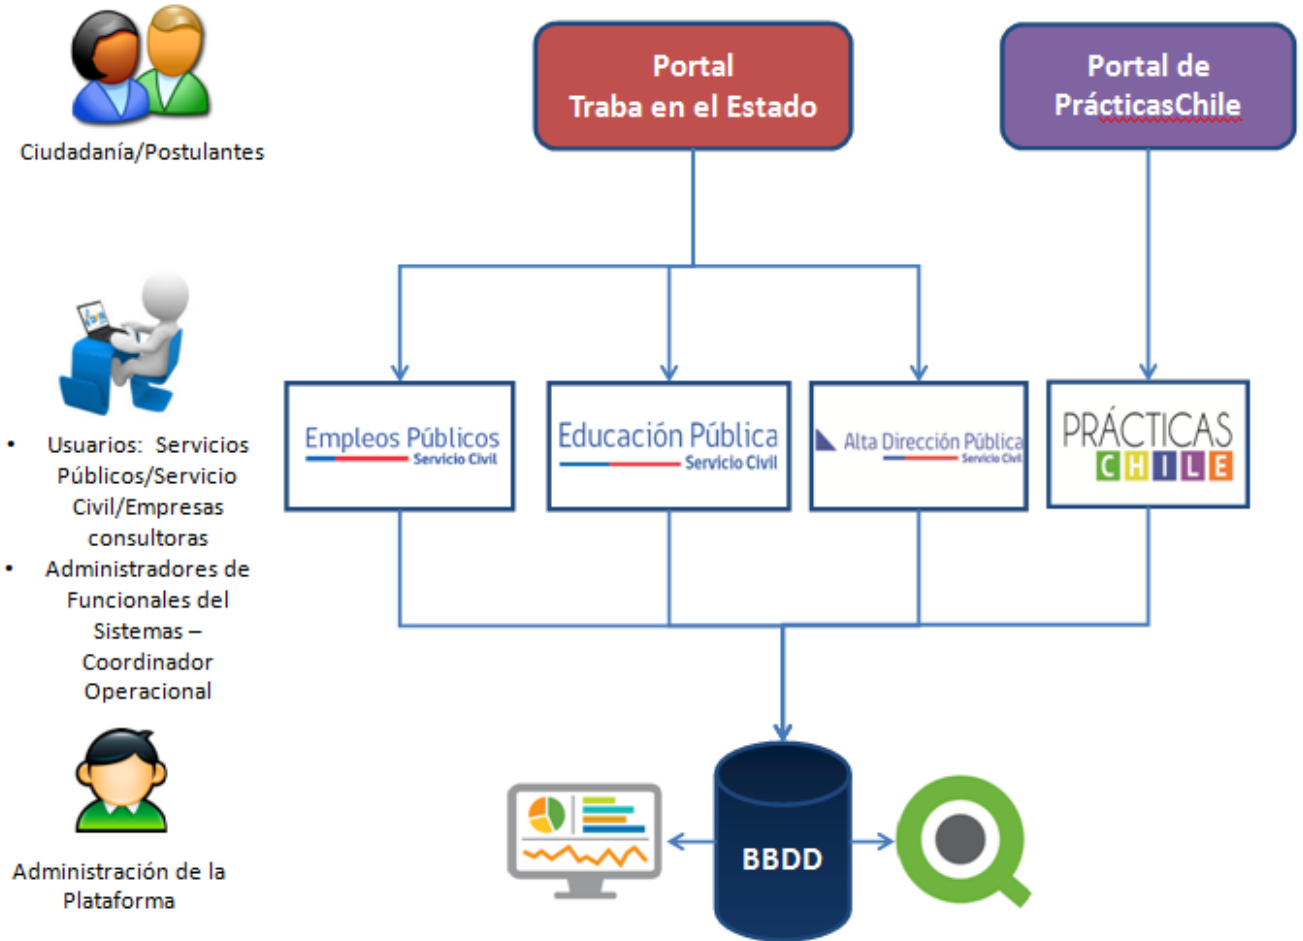 Portal
Traba en el Estado
Portal de
PrácticasChile
Ciudadanía/Postulantes
Empleos Públicos
Servicio Civil
Educación Pública
Servicio Civil
Alta Dirección Pública
Servicio Civil
PRÁCTICAS
CHILE
• Usuarios: Servicios
Públicos/Servicio
Civil/Empresas
consultoras
• Administradores de
Funcionales del
Sistemas –
Coordinador
Operacional
Administración de la
Plataforma
BBDD